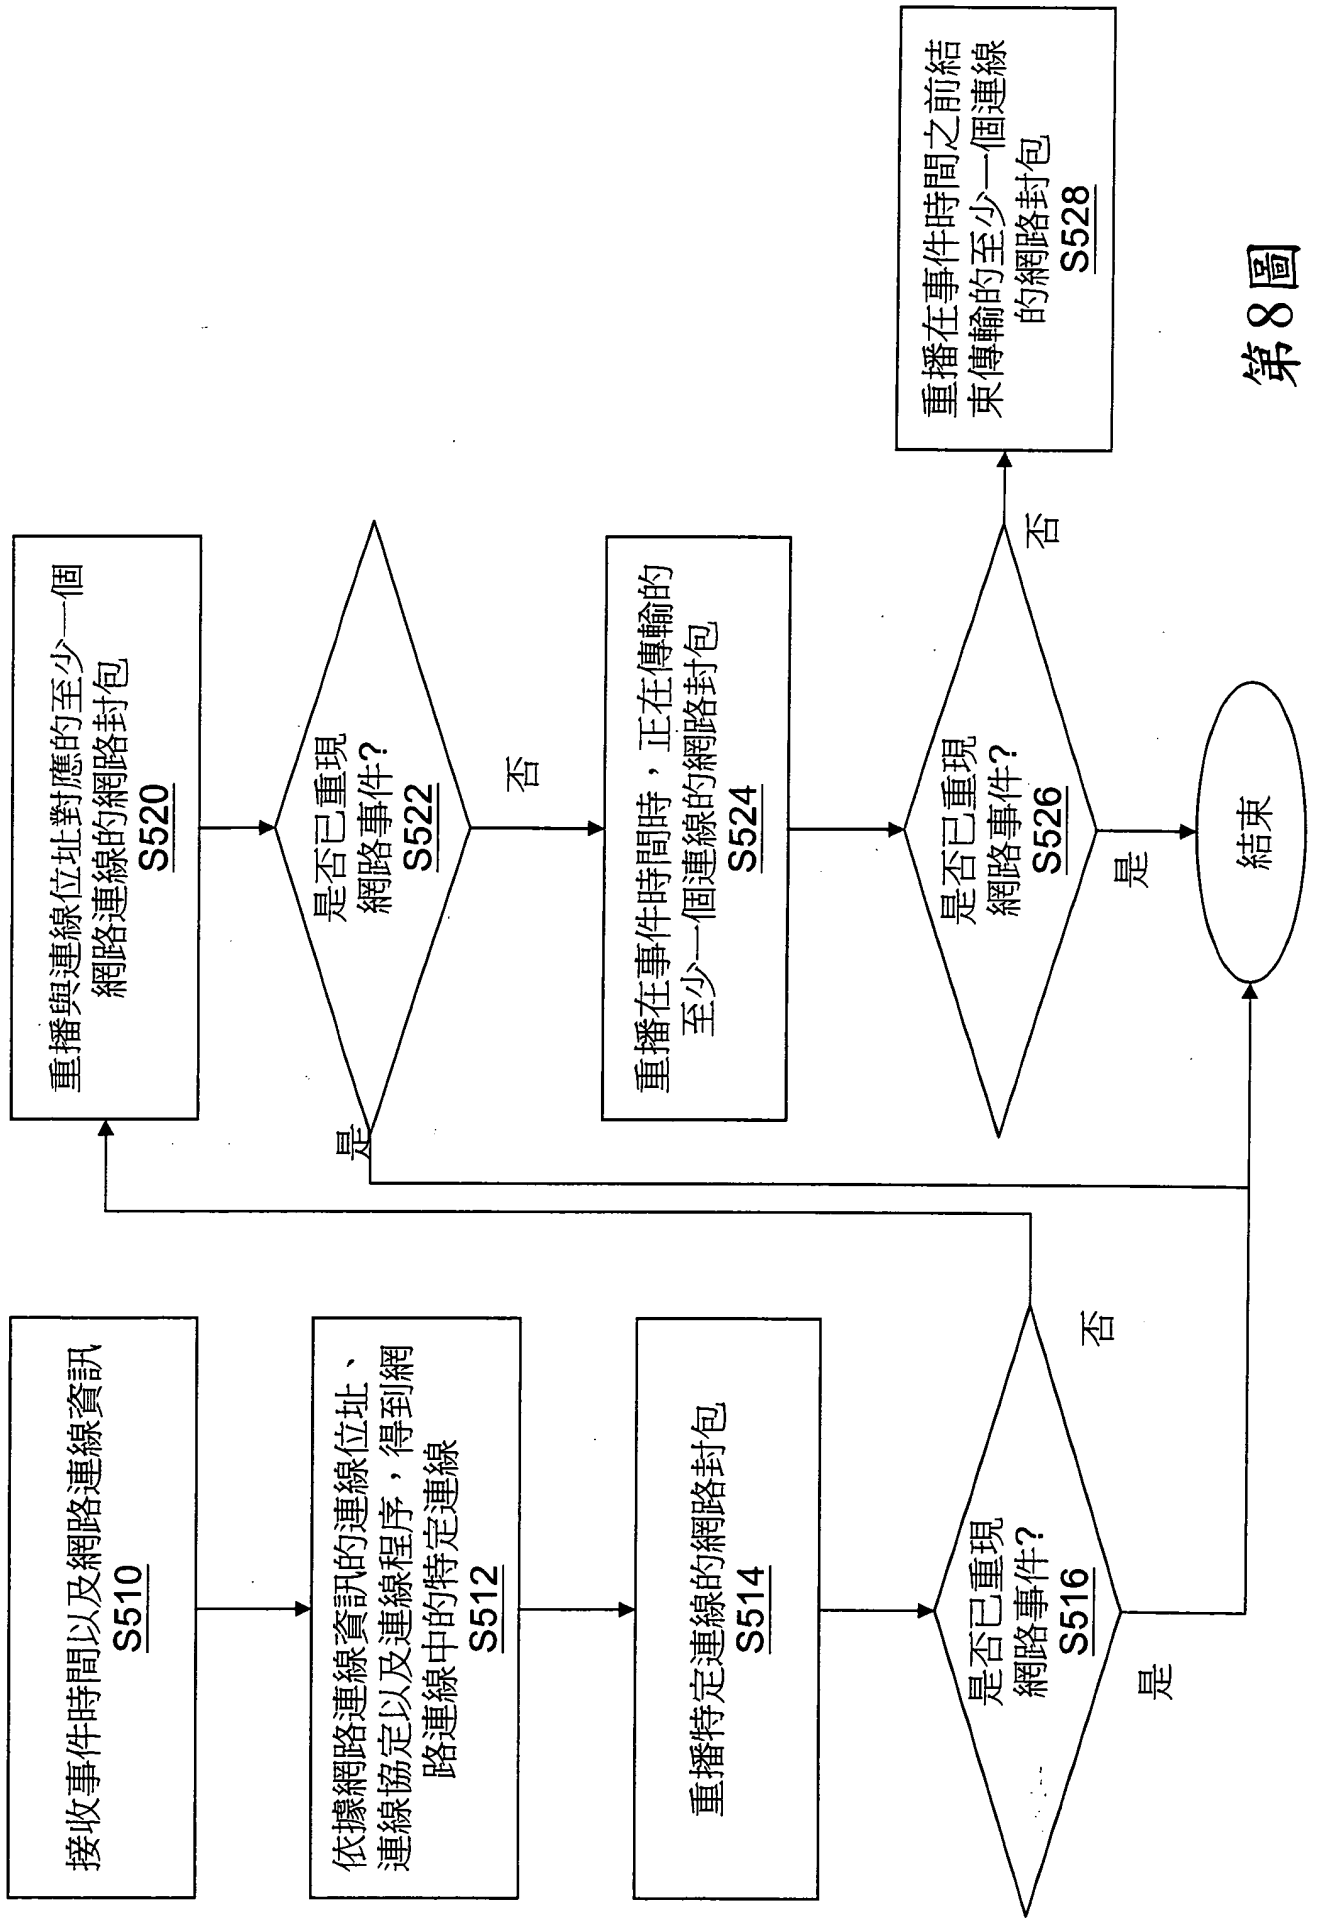 接收事件時間以及網路連線資訊
S510
依據網路連線資訊的連線位址、
連線協定以及連線程序，得到網
路連線中的特定連線
S512
重播特定連線的網路封包
S514
是否已重現
網路事件?
S516
是
否
重播與連線位址對應的至少一個
網路連線的網路封包
S520
是否已重現
網路事件?
S522
是
否
重播在事件時間時，正在傳輸的
至少一個連線的網路封包
S524
是否已重現
網路事件?
S526
是
否
結束
重播在事件時間之前結
束傳輸的至少一個連線
的網路封包
S528
第8圖